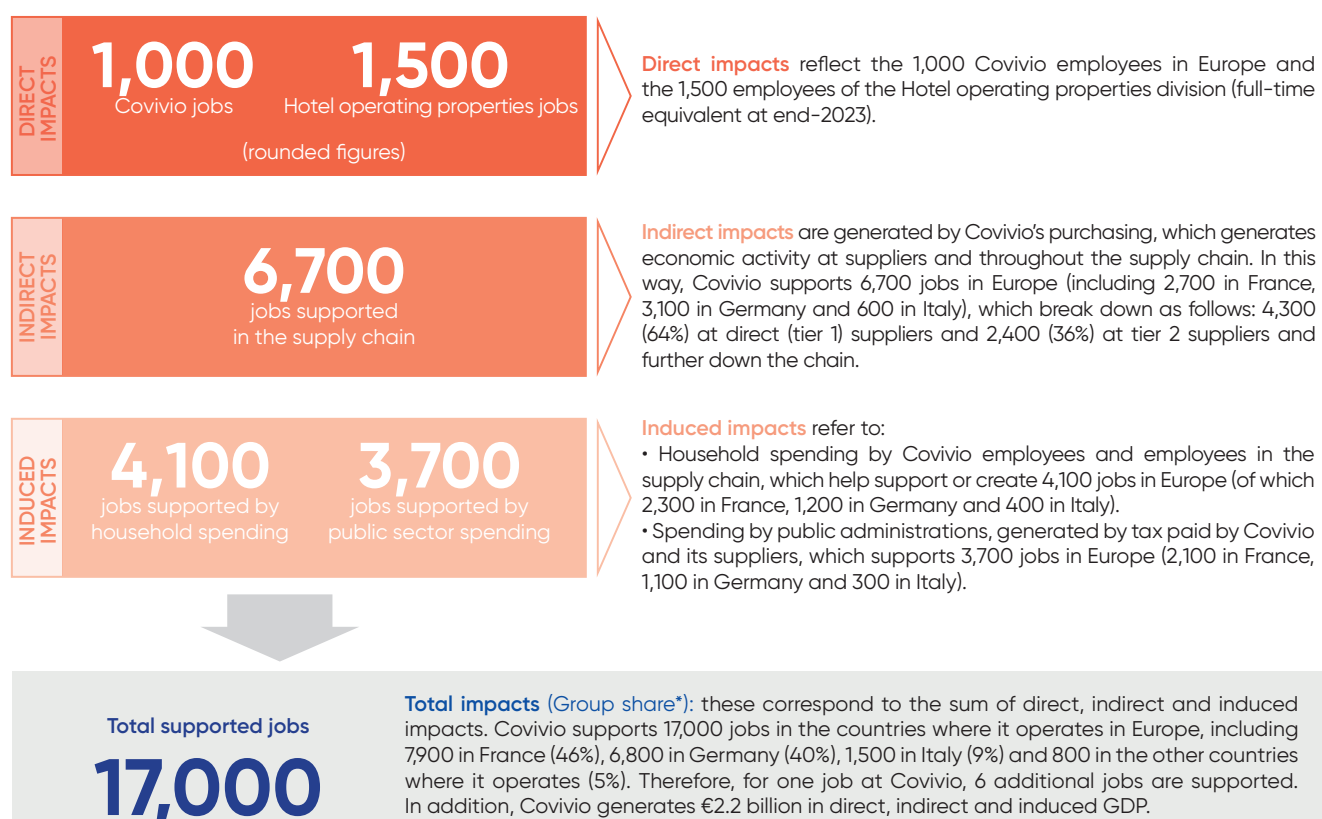 DIRECT
IMPACTS
1,000
Covivio jobs
1,500
Hotel operating properties jobs
(rounded figures)
Direct impacts reflect the 1,000 Covivio employees in Europe and
the 1,500 employees of the Hotel operating properties division (full-time
equivalent at end-2023).
INDIRECT
IMPACTS
6,700
jobs supported
in the supply chain
Indirect impacts are generated by Covivio’s purchasing, which generates
economic activity at suppliers and throughout the supply chain. In this
way, Covivio supports 6,700 jobs in Europe (including 2,700 in France,
3,100 in Germany and 600 in Italy), which break down as follows: 4,300
(64%) at direct (tier 1) suppliers and 2,400 (36%) at tier 2 suppliers and
further down the chain.
INDUCED
IMPACTS
4,100
jobs supported by
household spending
3,700
jobs supported by
public sector spending
Induced impacts refer to:
• Household spending by Covivio employees and employees in the
supply chain, which help support or create 4,100 jobs in Europe (of which
2,300 in France, 1,200 in Germany and 400 in Italy).
• Spending by public administrations, generated by tax paid by Covivio
and its suppliers, which supports 3,700 jobs in Europe (2,100 in France,
1,100 in Germany and 300 in Italy).
Total supported jobs
17,000
Total impacts (Group share*): these correspond to the sum of direct, indirect and induced
impacts. Covivio supports 17,000 jobs in the countries where it operates in Europe, including
7,900 in France (46%), 6,800 in Germany (40%), 1,500 in Italy (9%) and 800 in the other countries
where it operates (5%). Therefore, for one job at Covivio, 6 additional jobs are supported.
In addition, Covivio generates €2.2 billion in direct, indirect and induced GDP.